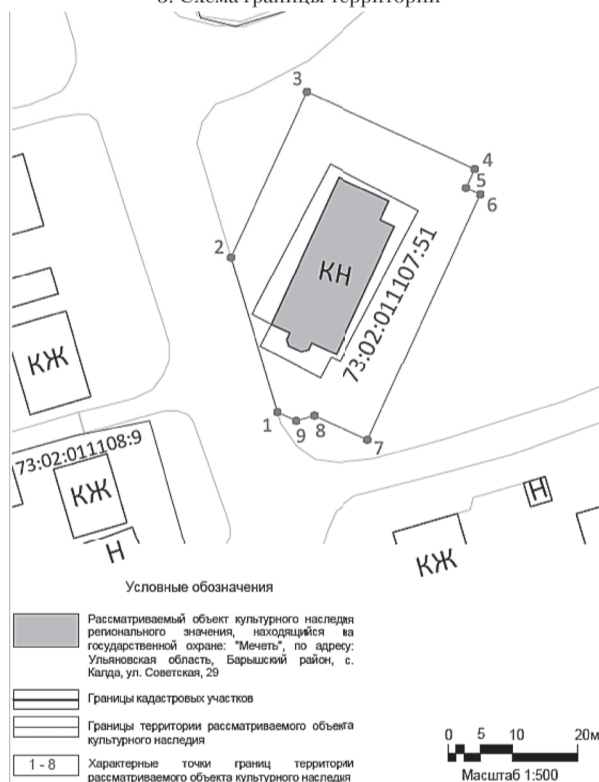 3. Схема границы территории
3
4
5
6
2
КН
73:02:011107:51
КЖ
1
9
8
7
73:02:011108:9
КЖ
Н
Н
КЖ
Условные обозначения
Рассматриваемый объект культурного наследия
регионального значения, находящийся на
государственной охране: "Мечеть", по адресу:
Ульяновская область, Барышский район, с.
Калда, ул. Советская, 29
Границы кадастровых участков
Границы территории рассматриваемого объекта
культурного наследия
1 - 8
Характерные точки границ территории
рассматриваемого объекта культурного наследия
0 5 10 20м
Масштаб 1:500